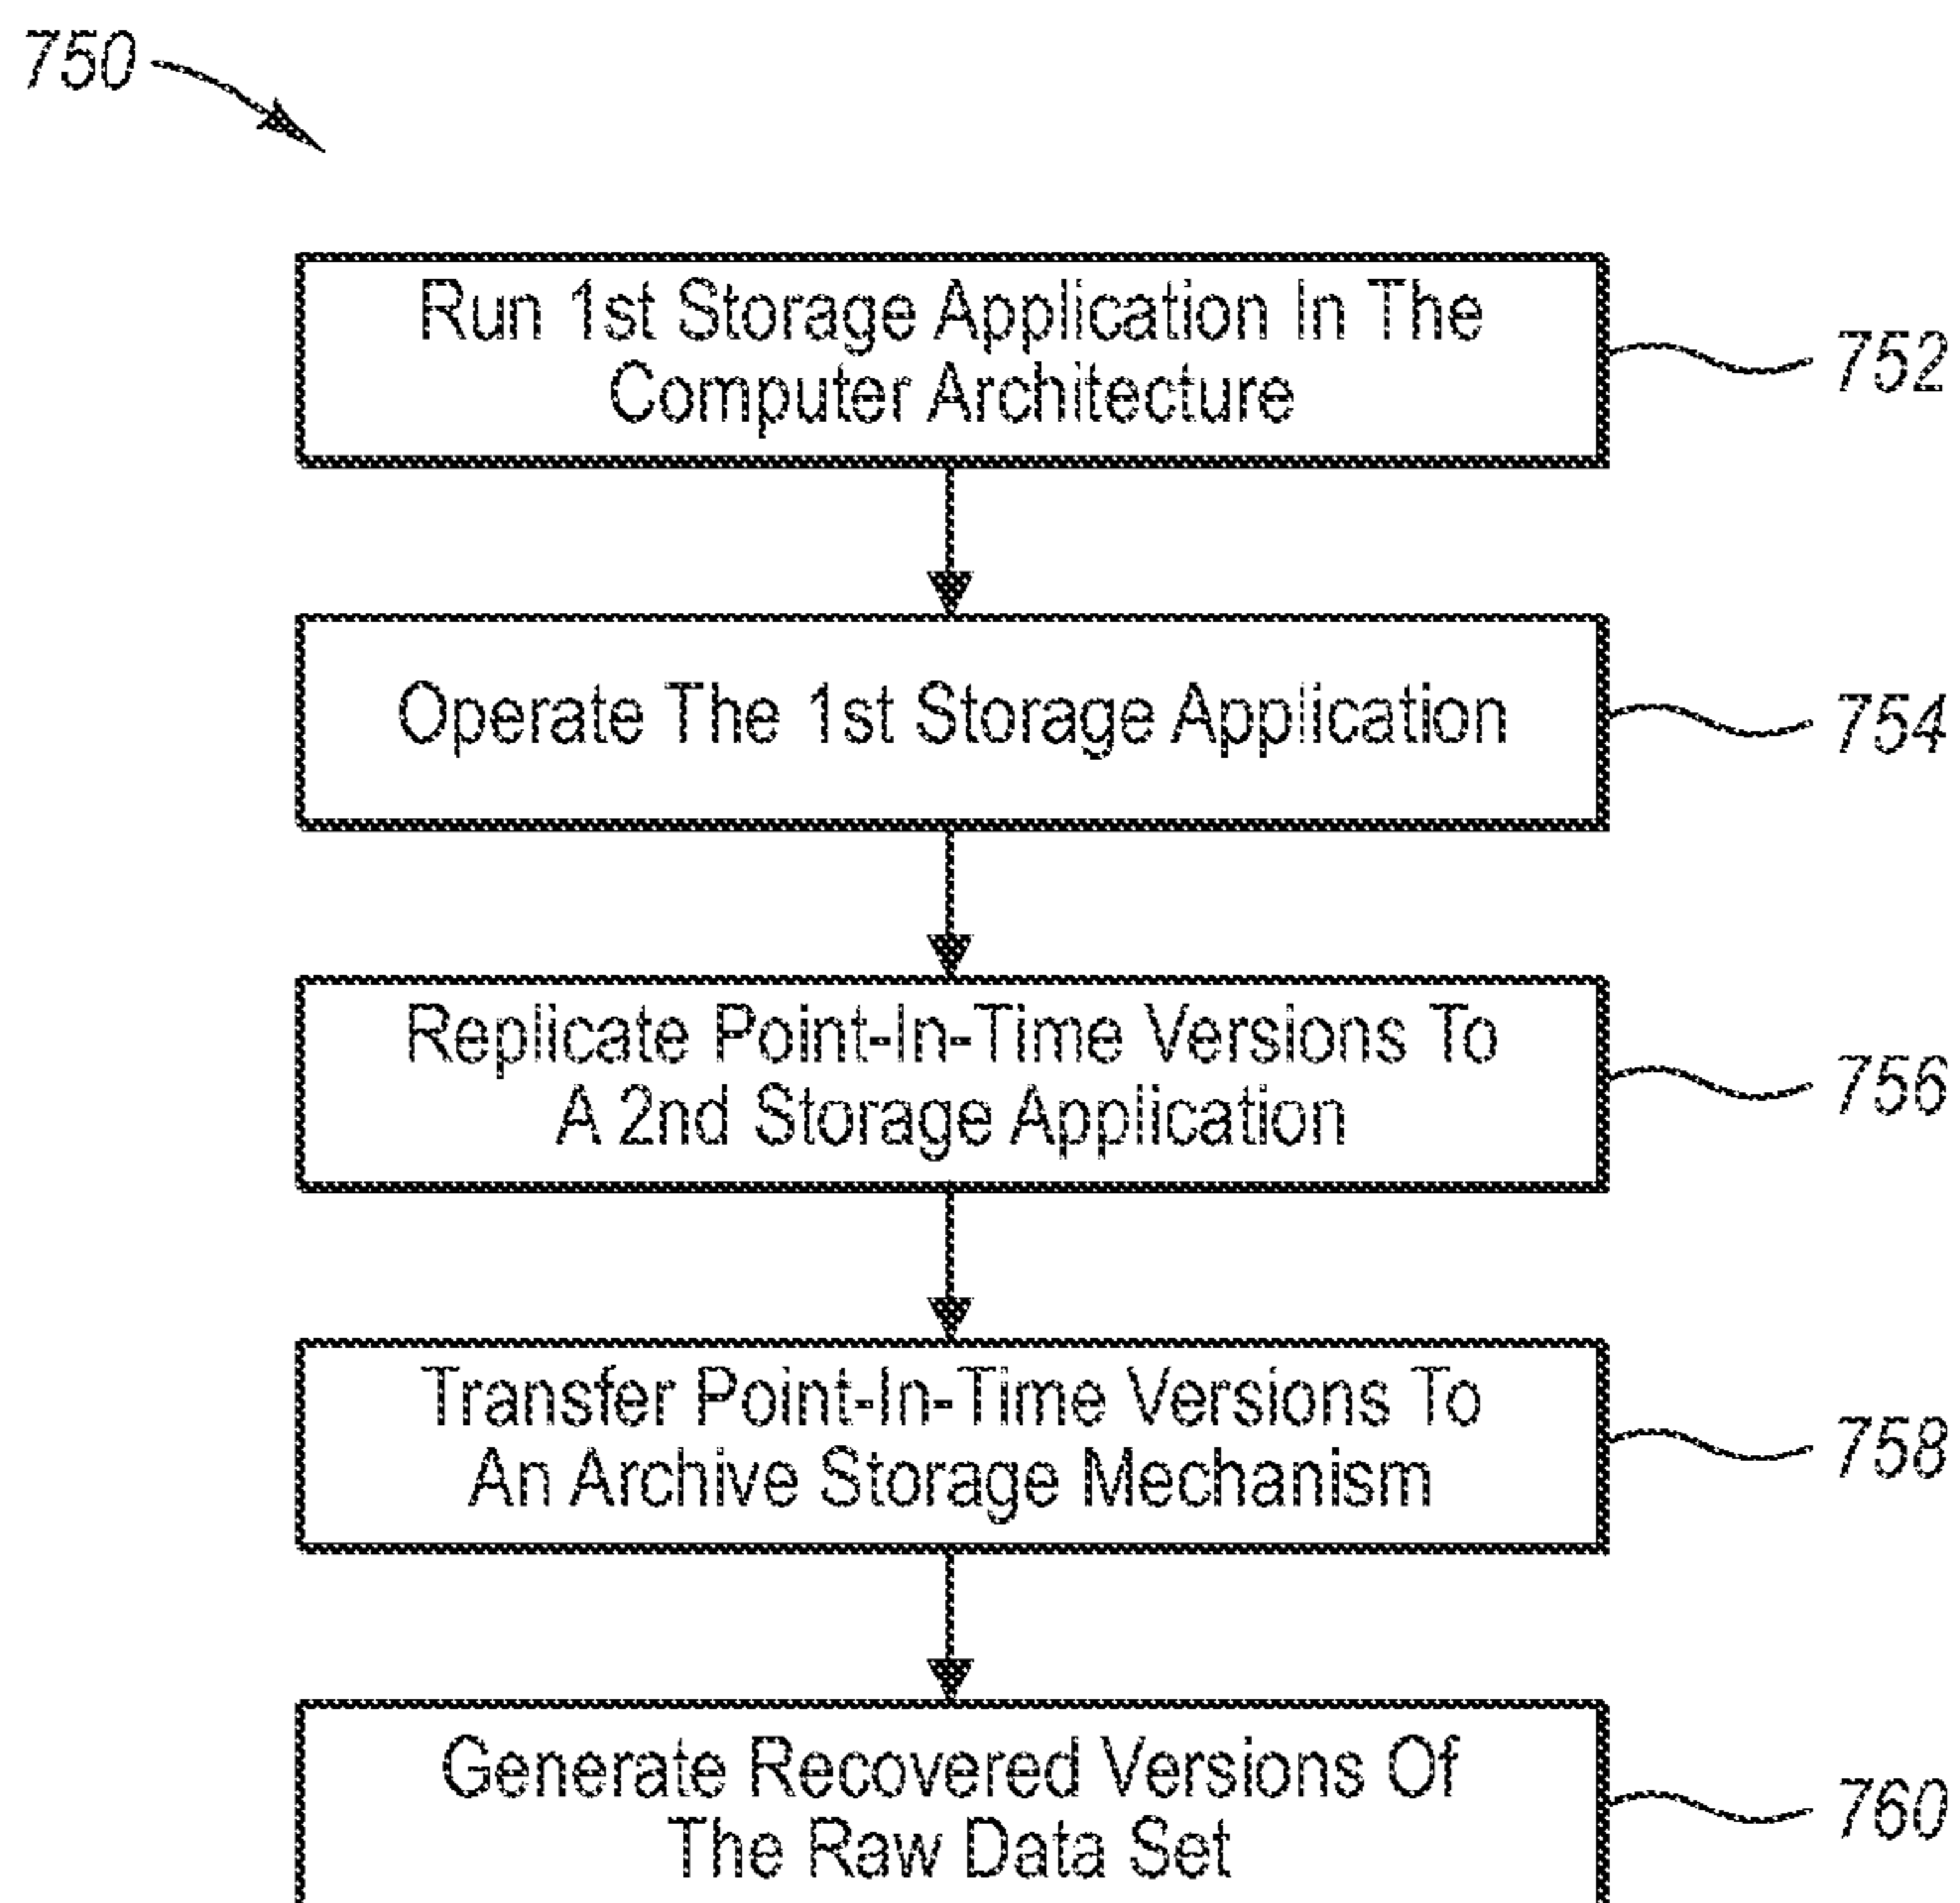 750
Run 1st Storage Application In The
Computer Architecture
752
Operate The 1st Storage Application
754
Replicate Point-In-Time Versions To
A 2nd Storage Application
756
Transfer Point-In-Time Versions To
An Archive Storage Mechanism
758
Generate Recovered Versions Of
The Raw Data Set
760